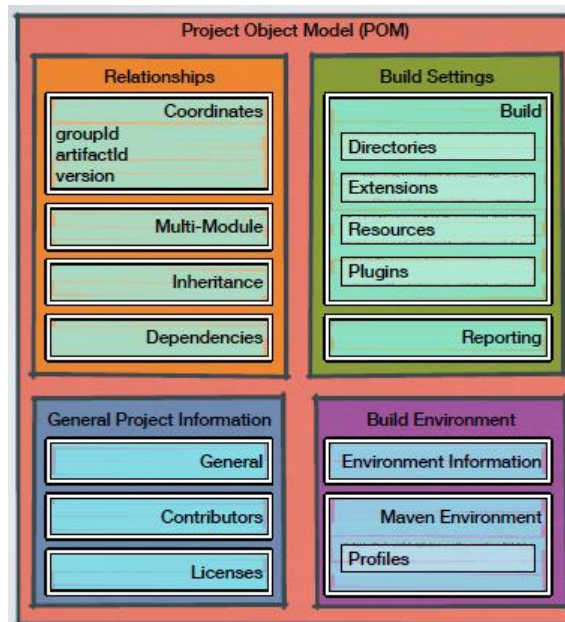 Project Object Model (POM)
Relationships
Coordinates
groupId
artifactId
version
Multi-Module
Inheritance
Dependencies
Build Settings
Build
Directories
Extensions
Resources
Plugins
Reporting
General Project Information
General
Contributors
Licenses
Build Environment
Environment Information
Maven Environment
Profiles